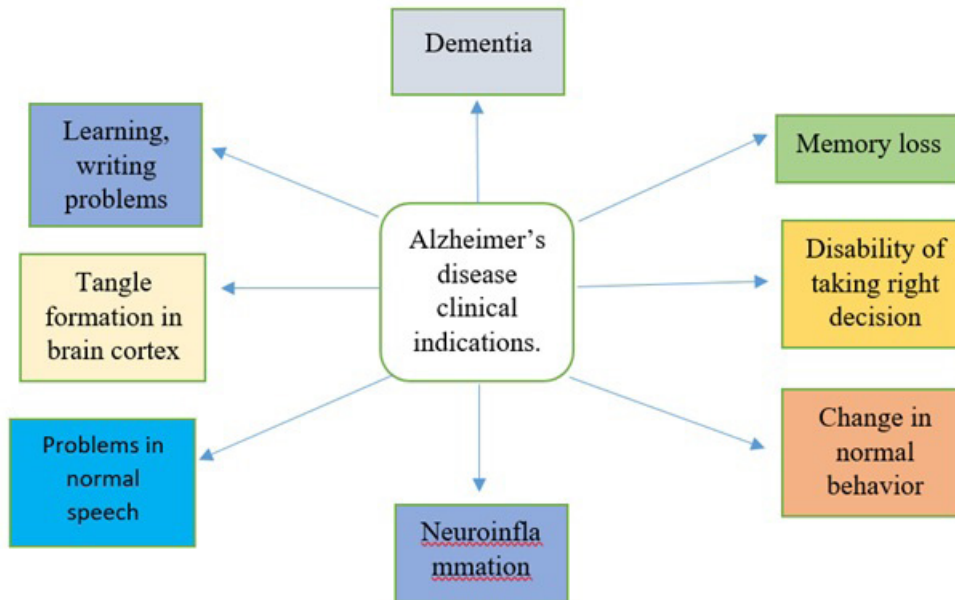 Dementia
Learning,
writing
problems
Memory loss
Alzheimer’s
disease
clinical
indications.
Tangle
formation in
brain cortex
Disability of
taking right
decision
Problems in
normal
speech
Change in
normal
behavior
Neuroinfla
mmation